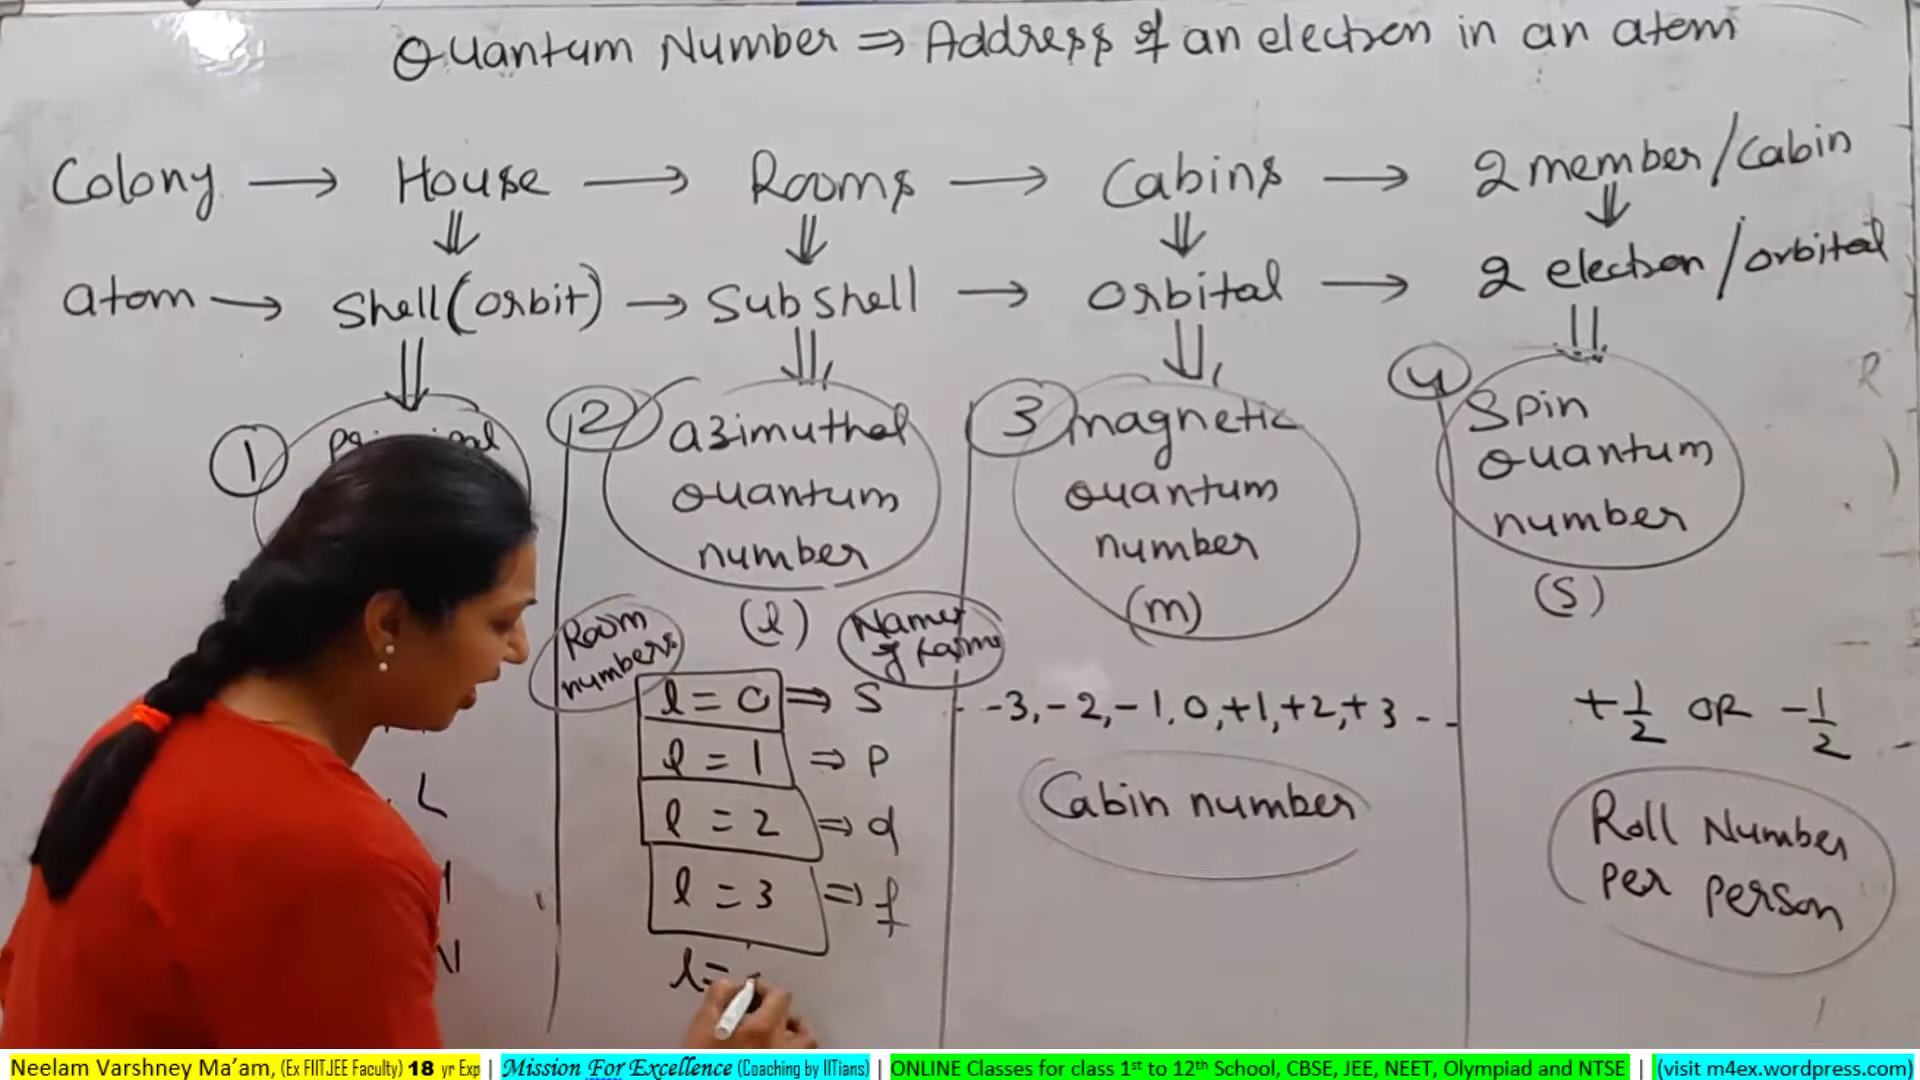 Quantum Number ⇒ Address of an electron in an atom
Colony → House → Rooms → Cabins → 2 member/Cabin
atom → Shell(orbit) → Subshell → Orbital → 2 electron/orbital
1
2 azimuthal quantum number
(l)
3 magnetic quantum number
(m)
4 Spin quantum number
(s)
Room numbers
l = 0 ⇒ S
l = 1 ⇒ P
l = 2 ⇒ d
l = 3 ⇒ f
l =
L
-3, -2, -1, 0, +1, +2, +3 - -
Cabin number
+1/2 OR -1/2
Roll Number
per person
Neelam Varshney Ma'am, (Ex FIITJEE Faculty) 18 yr Exp | Mission For Excellence (Coaching by IITians) | ONLINE Classes for class 1st to 12th School, CBSE, JEE, NEET, Olympiad and NTSE | (visit m4ex.wordpress.com)